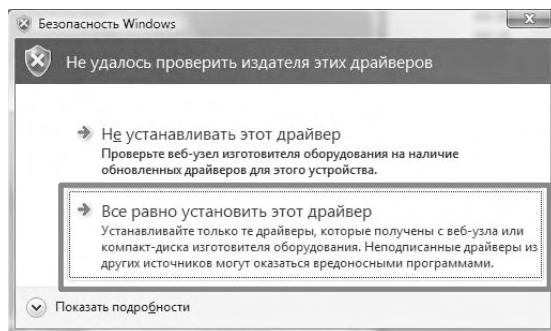 Безопасность Windows
Не удалось проверить издателя этих драйверов
Не устанавливать этот драйвер
Проверьте веб-узел изготовителя оборудования на наличие
обновленных драйверов для этого устройства.
Все равно установить этот драйвер
Устанавливайте только те драйверы, которые получены с веб-узла или
компакт-диска изготовителя оборудования. Неподписанные драйверы из
других источников могут оказаться вредоносными программами.
Показать подробности